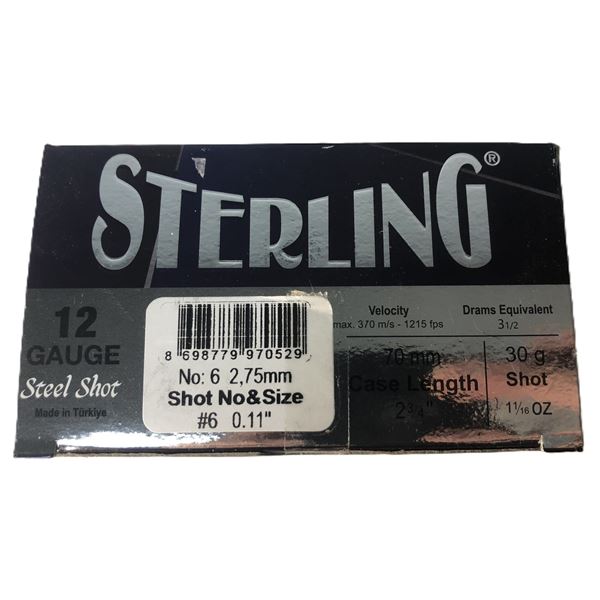 STERLING®
12
GAUGE
Steel Shot
Made in Türkiye
8 698779 970529
No: 6 2,75mm
Shot No&Size
#6 0.11"
Velocity
max. 370 m/s - 1215 fps
Drams Equivalent
3 1/2
70 mm
Case Length
2 3/4"
30 g
Shot
1 1/16 OZ